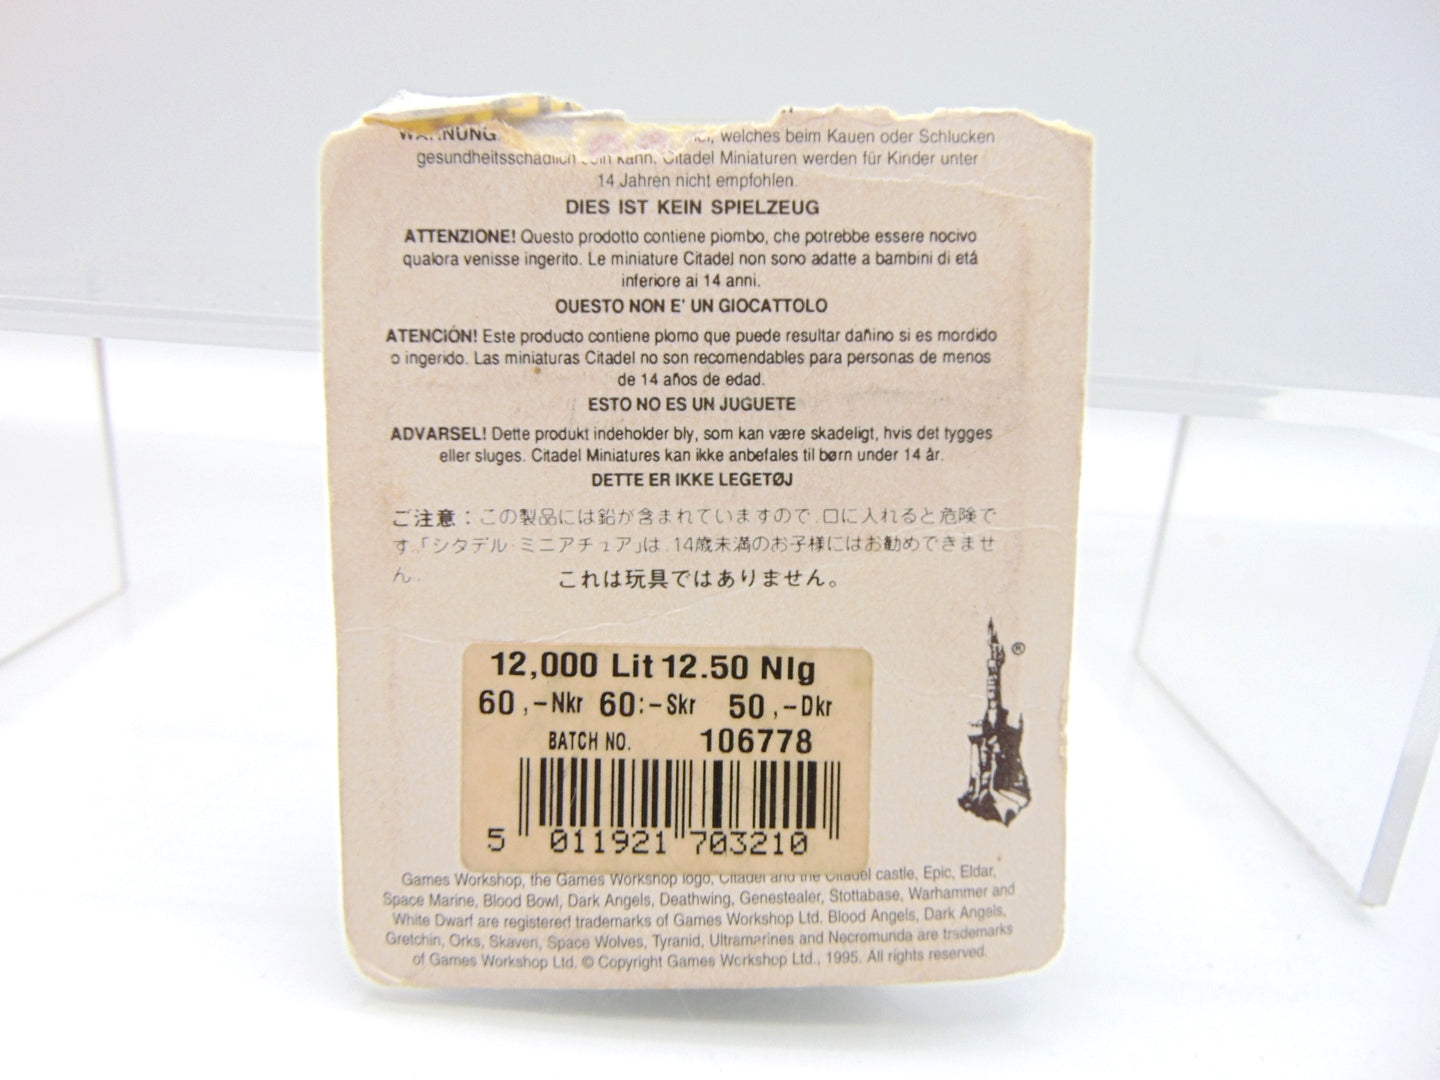 WARNUNG: welches beim Kauen oder Schlucken
gesundheitsschädlich sein kann. Citadel Miniaturen werden für Kinder unter
14 Jahren nicht empfohlen.
DIES IST KEIN SPIELZEUG
ATTENZIONE! Questo prodotto contiene piombo, che potrebbe essere nocivo
qualora venisse ingerito. Le miniature Citadel non sono adatte a bambini di etá
inferiore ai 14 anni.
QUESTO NON E' UN GIOCATTOLO
ATENCIÓN! Este producto contiene plomo que puede resultar dañino si es mordido
o ingerido. Las miniaturas Citadel no son recomendables para personas de menos
de 14 años de edad.
ESTO NO ES UN JUGUETE
ADVARSEL! Dette produkt indeholder bly, som kan være skadeligt, hvis det tygges
eller sluges. Citadel Miniatures kan ikke anbefales til børn under 14 år.
DETTE ER IKKE LEGETØJ
ご注意：この製品には鉛が含まれていますので、口に入れると危険で
す。「シタデル・ミニアチュア」は、14歳未満のお子様にはお勧めできませ
ん。 これは玩具ではありません。
®
12,000 Lit 12.50 Nlg
60,-Nkr 60:-Skr 50,-Dkr
BATCH NO. 106778
5 011921 703210
Games Workshop, the Games Workshop logo, Citadel and the Citadel castle, Epic, Eldar,
Space Marine, Blood Bowl, Dark Angels, Deathwing, Genestealer, Stottabase, Warhammer and
White Dwarf are registered trademarks of Games Workshop Ltd. Blood Angels, Dark Angels,
Gretchin, Orks, Skaven, Space Wolves, Tyranid, Ultramarines and Necromunda are trademarks
of Games Workshop Ltd. © Copyright Games Workshop Ltd., 1995. All rights reserved.